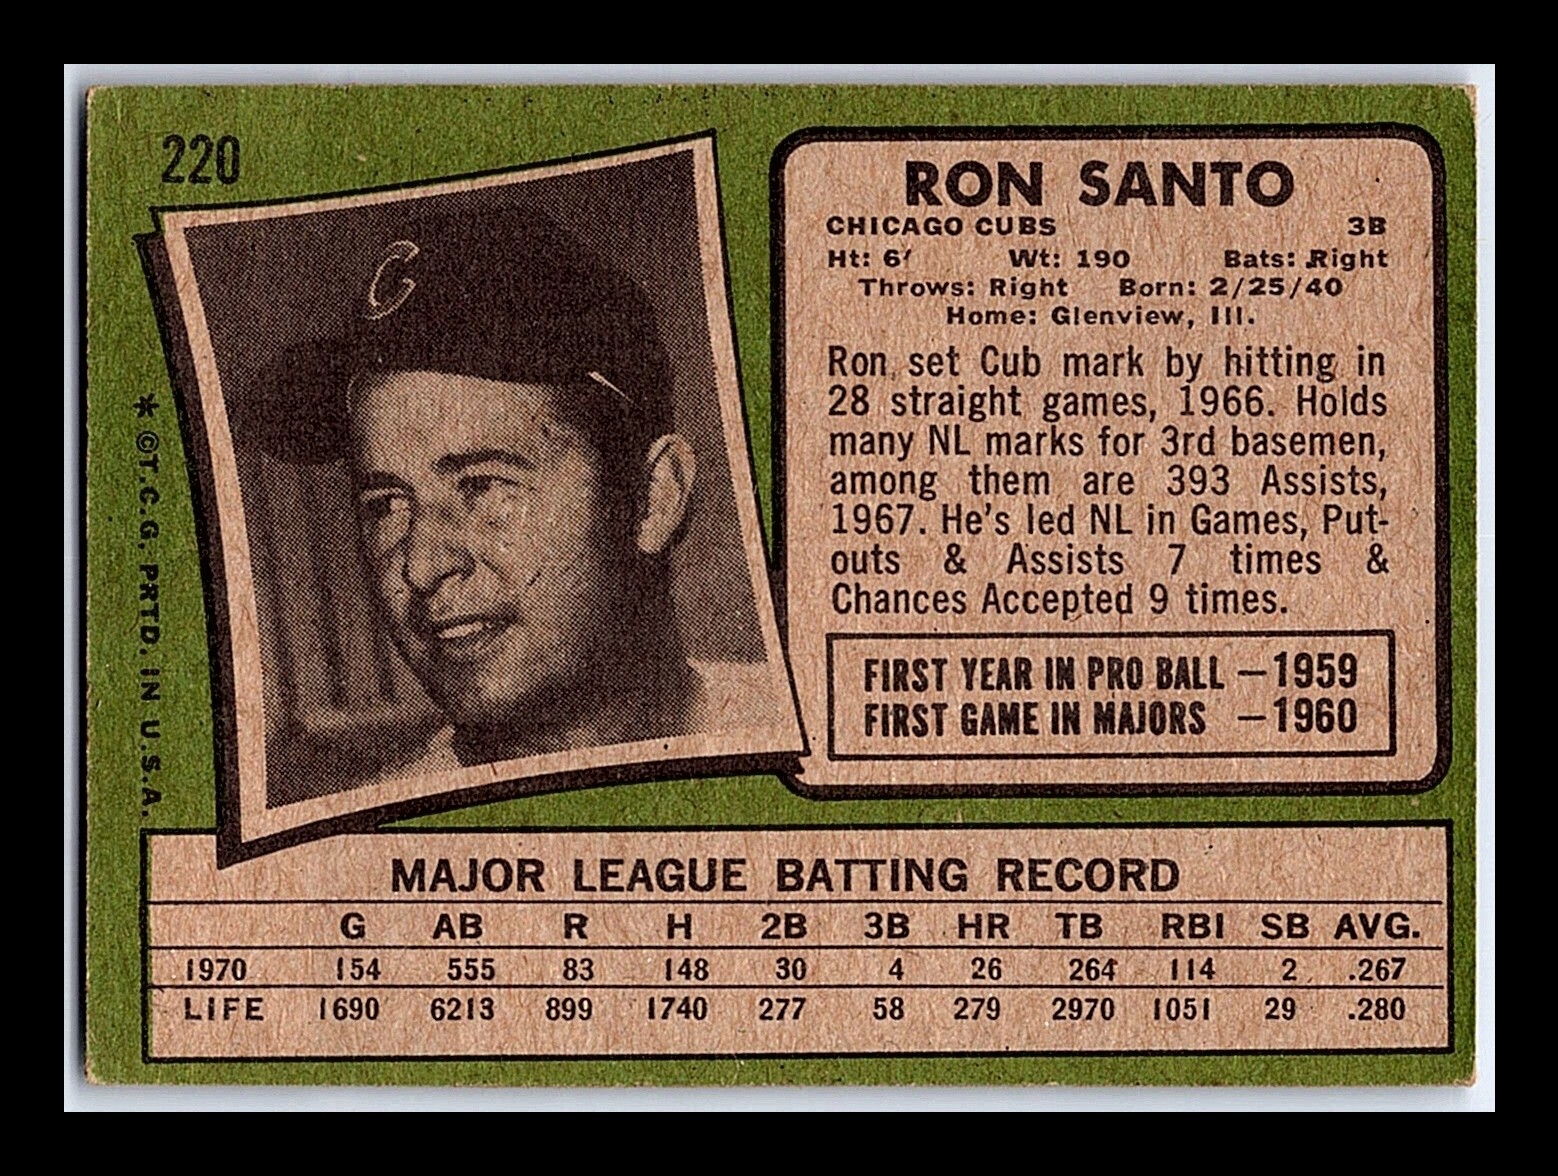 220
C
RON SANTO
CHICAGO CUBS 3B
Ht: 6' Wt: 190 Bats: Right
Throws: Right Born: 2/25/40
Home: Glenview, Ill.
Ron set Cub mark by hitting in
28 straight games, 1966. Holds
many NL marks for 3rd basemen,
among them are 393 Assists,
1967. He's led NL in Games, Put-
outs & Assists 7 times &
Chances Accepted 9 times.
FIRST YEAR IN PRO BALL —1959
FIRST GAME IN MAJORS —1960
* ©T.C.G. PRTD. IN U.S.A.
MAJOR LEAGUE BATTING RECORD
G AB R H 2B 3B HR TB RBI SB AVG.
1970 154 555 83 148 30 4 26 264 114 2 .267
LIFE 1690 6213 899 1740 277 58 279 2970 1051 29 .280